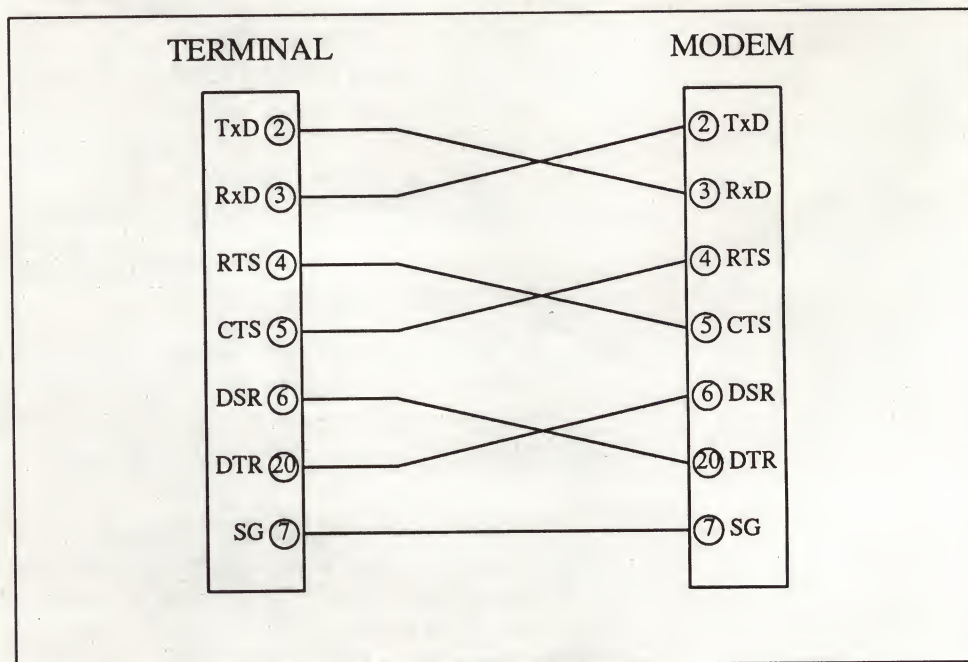 TERMINAL
MODEM
TxD 2
2 TxD
RxD 3
3 RxD
RTS 4
4 RTS
CTS 5
5 CTS
DSR 6
6 DSR
DTR 20
20 DTR
SG 7
7 SG